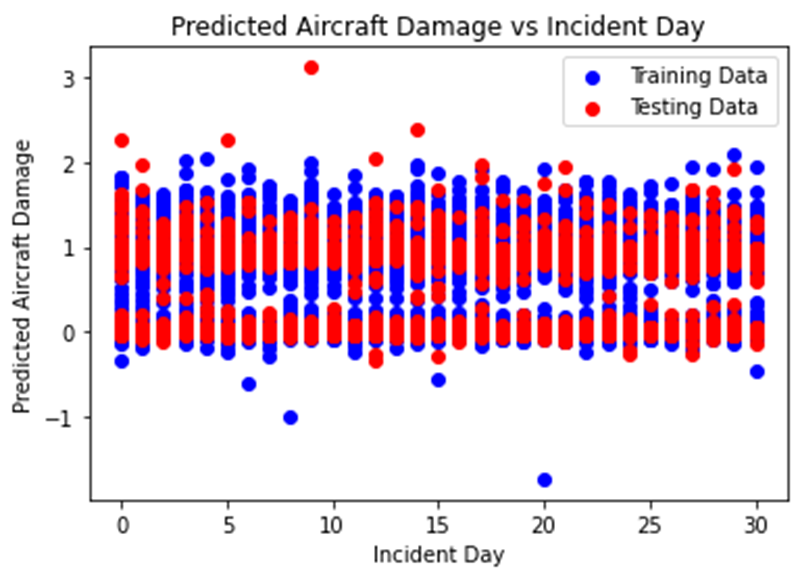 Predicted Aircraft Damage vs Incident Day
Training Data
Testing Data
Predicted Aircraft Damage
3
2
1
0
−1
0 5 10 15 20 25 30
Incident Day